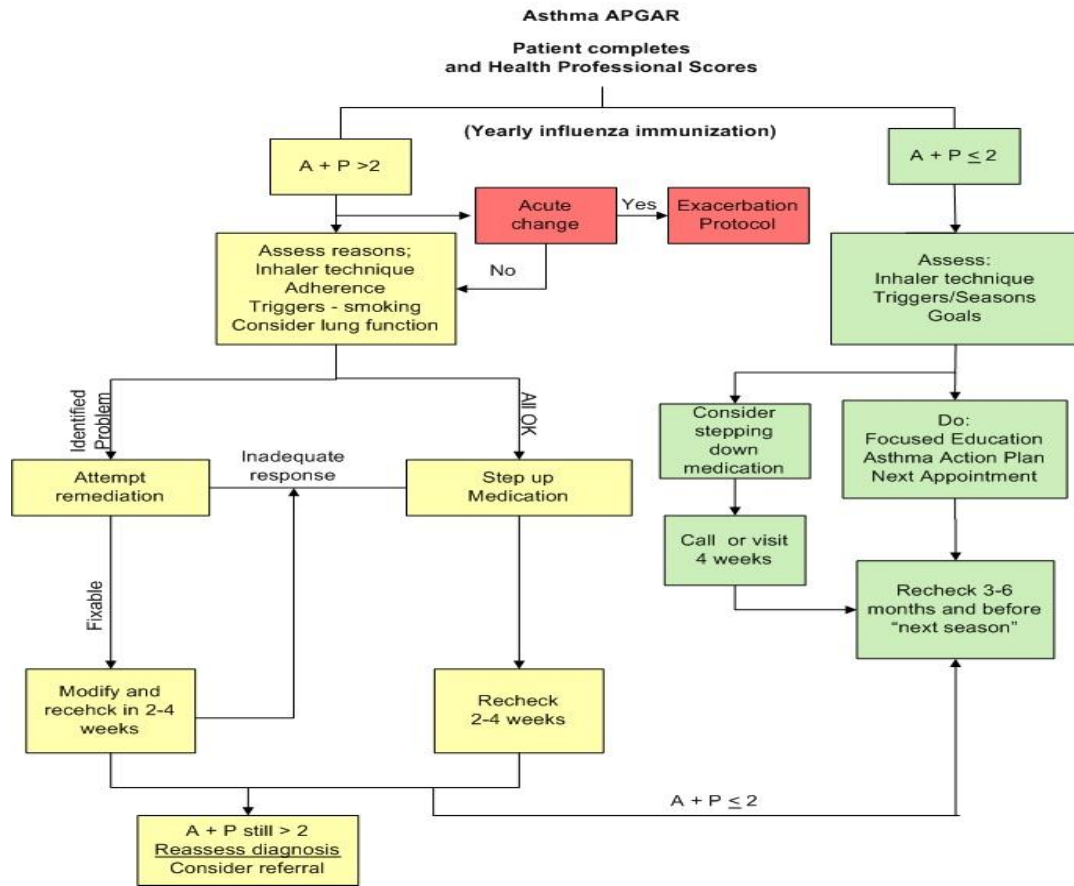 Asthma APGAR
Patient completes
and Health Professional Scores
(Yearly influenza immunization)
A + P >2
A + P ≤ 2
Acute
change
Yes
Exacerbation
Protocol
No
Assess reasons;
Inhaler technique
Adherence
Triggers - smoking
Consider lung function
Assess:
Inhaler technique
Triggers/Seasons
Goals
Identified
Problem
All OK
Consider
stepping
down
medication
Do:
Focused Education
Asthma Action Plan
Next Appointment
Attempt
remediation
Inadequate
response
Step up
Medication
Call or visit
4 weeks
Fixable
Recheck 3-6
months and before
“next season”
Modify and
recehck in 2-4
weeks
Recheck
2-4 weeks
A + P ≤ 2
A + P still > 2
Reassess diagnosis
Consider referral